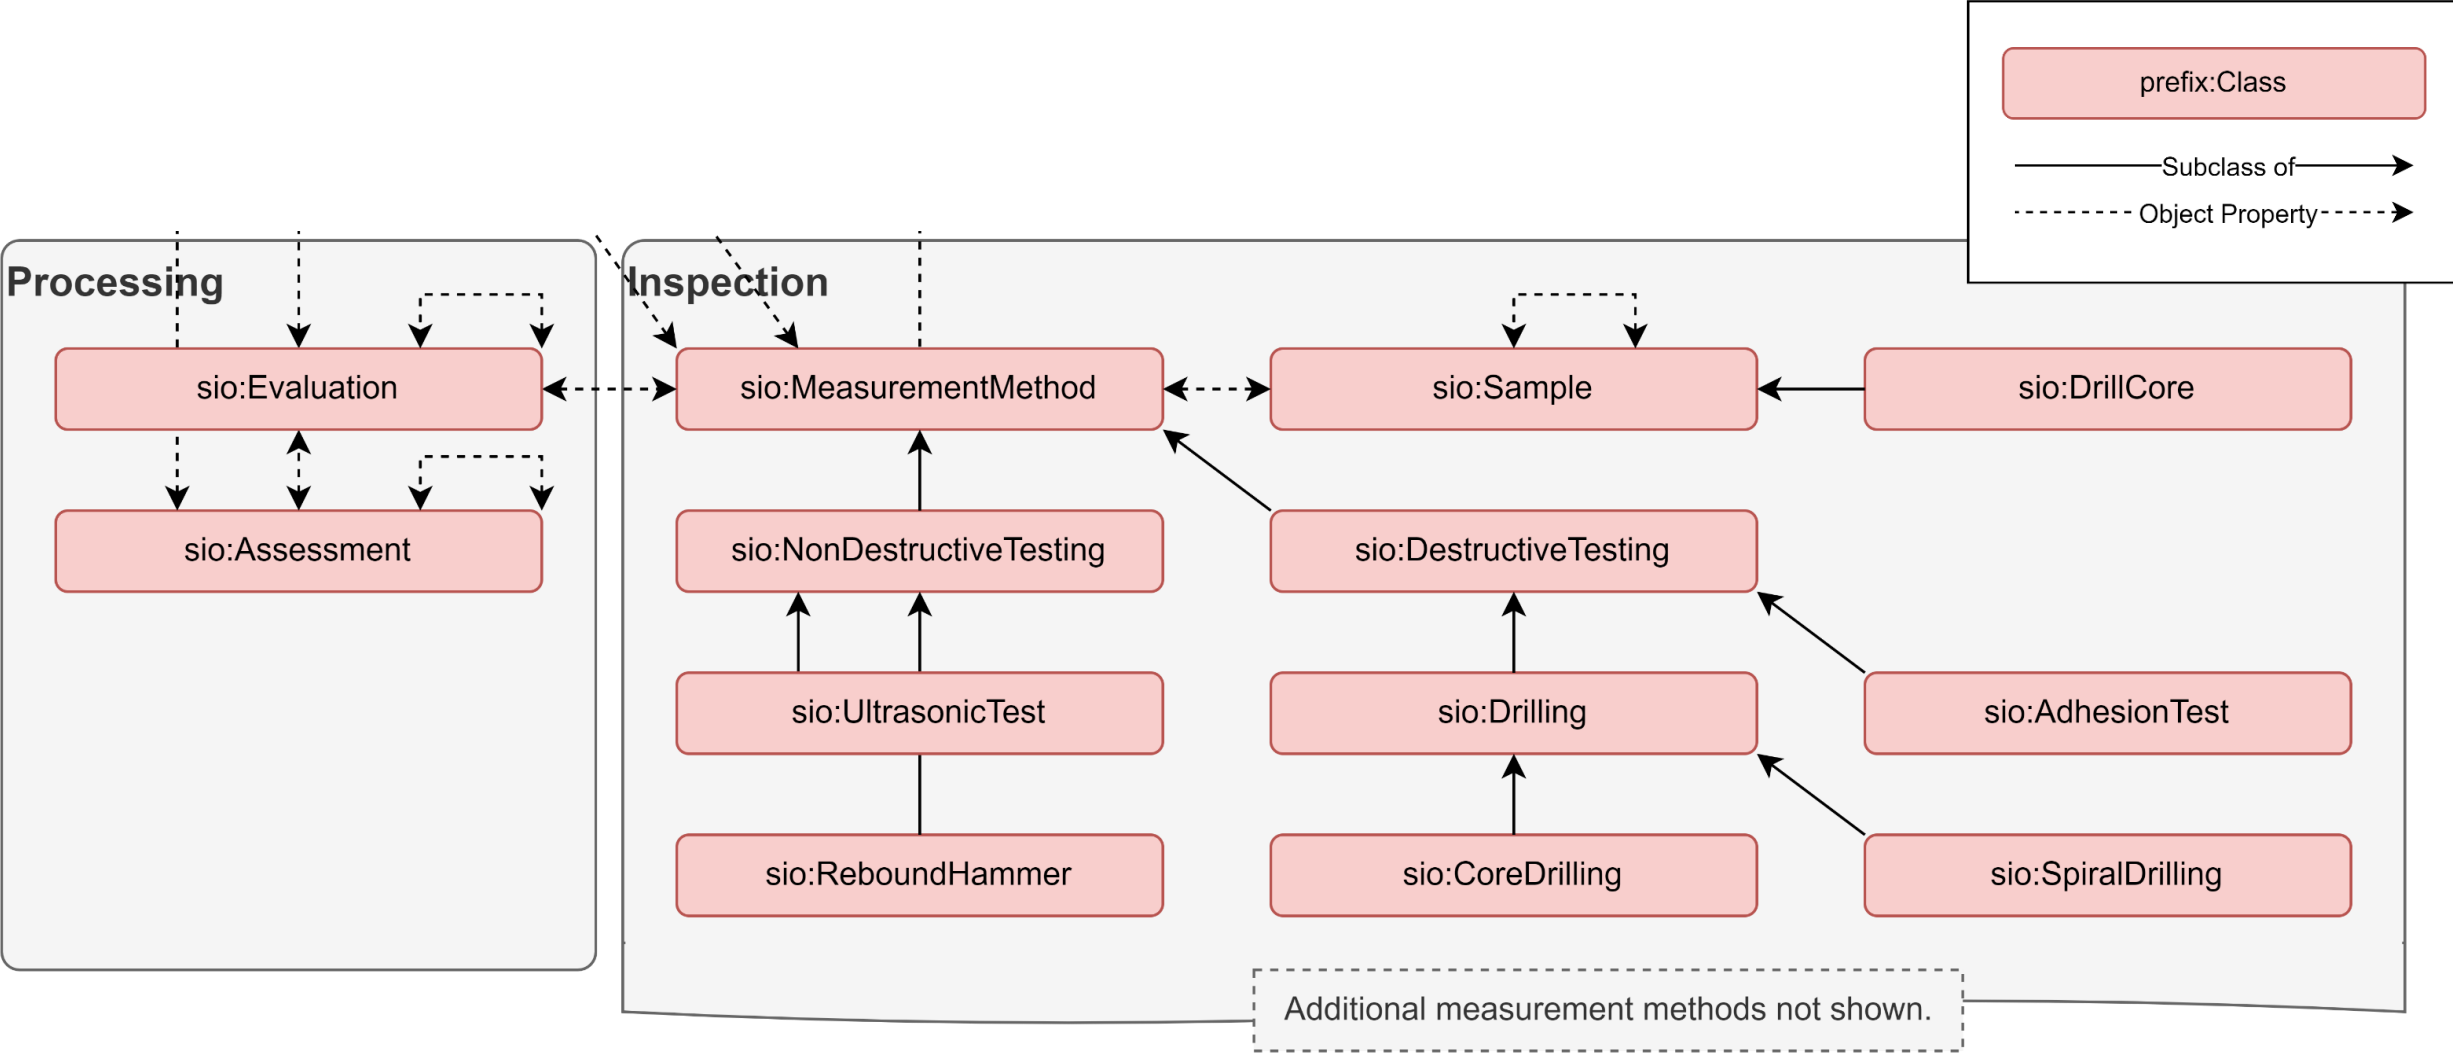 prefix:Class
Subclass of
Object Property
Processing
Inspection
sio:Evaluation
sio:MeasurementMethod
sio:Sample
sio:DrillCore
sio:Assessment
sio:NonDestructiveTesting
sio:DestructiveTesting
sio:UltrasonicTest
sio:Drilling
sio:AdhesionTest
sio:ReboundHammer
sio:CoreDrilling
sio:SpiralDrilling
Additional measurement methods not shown.